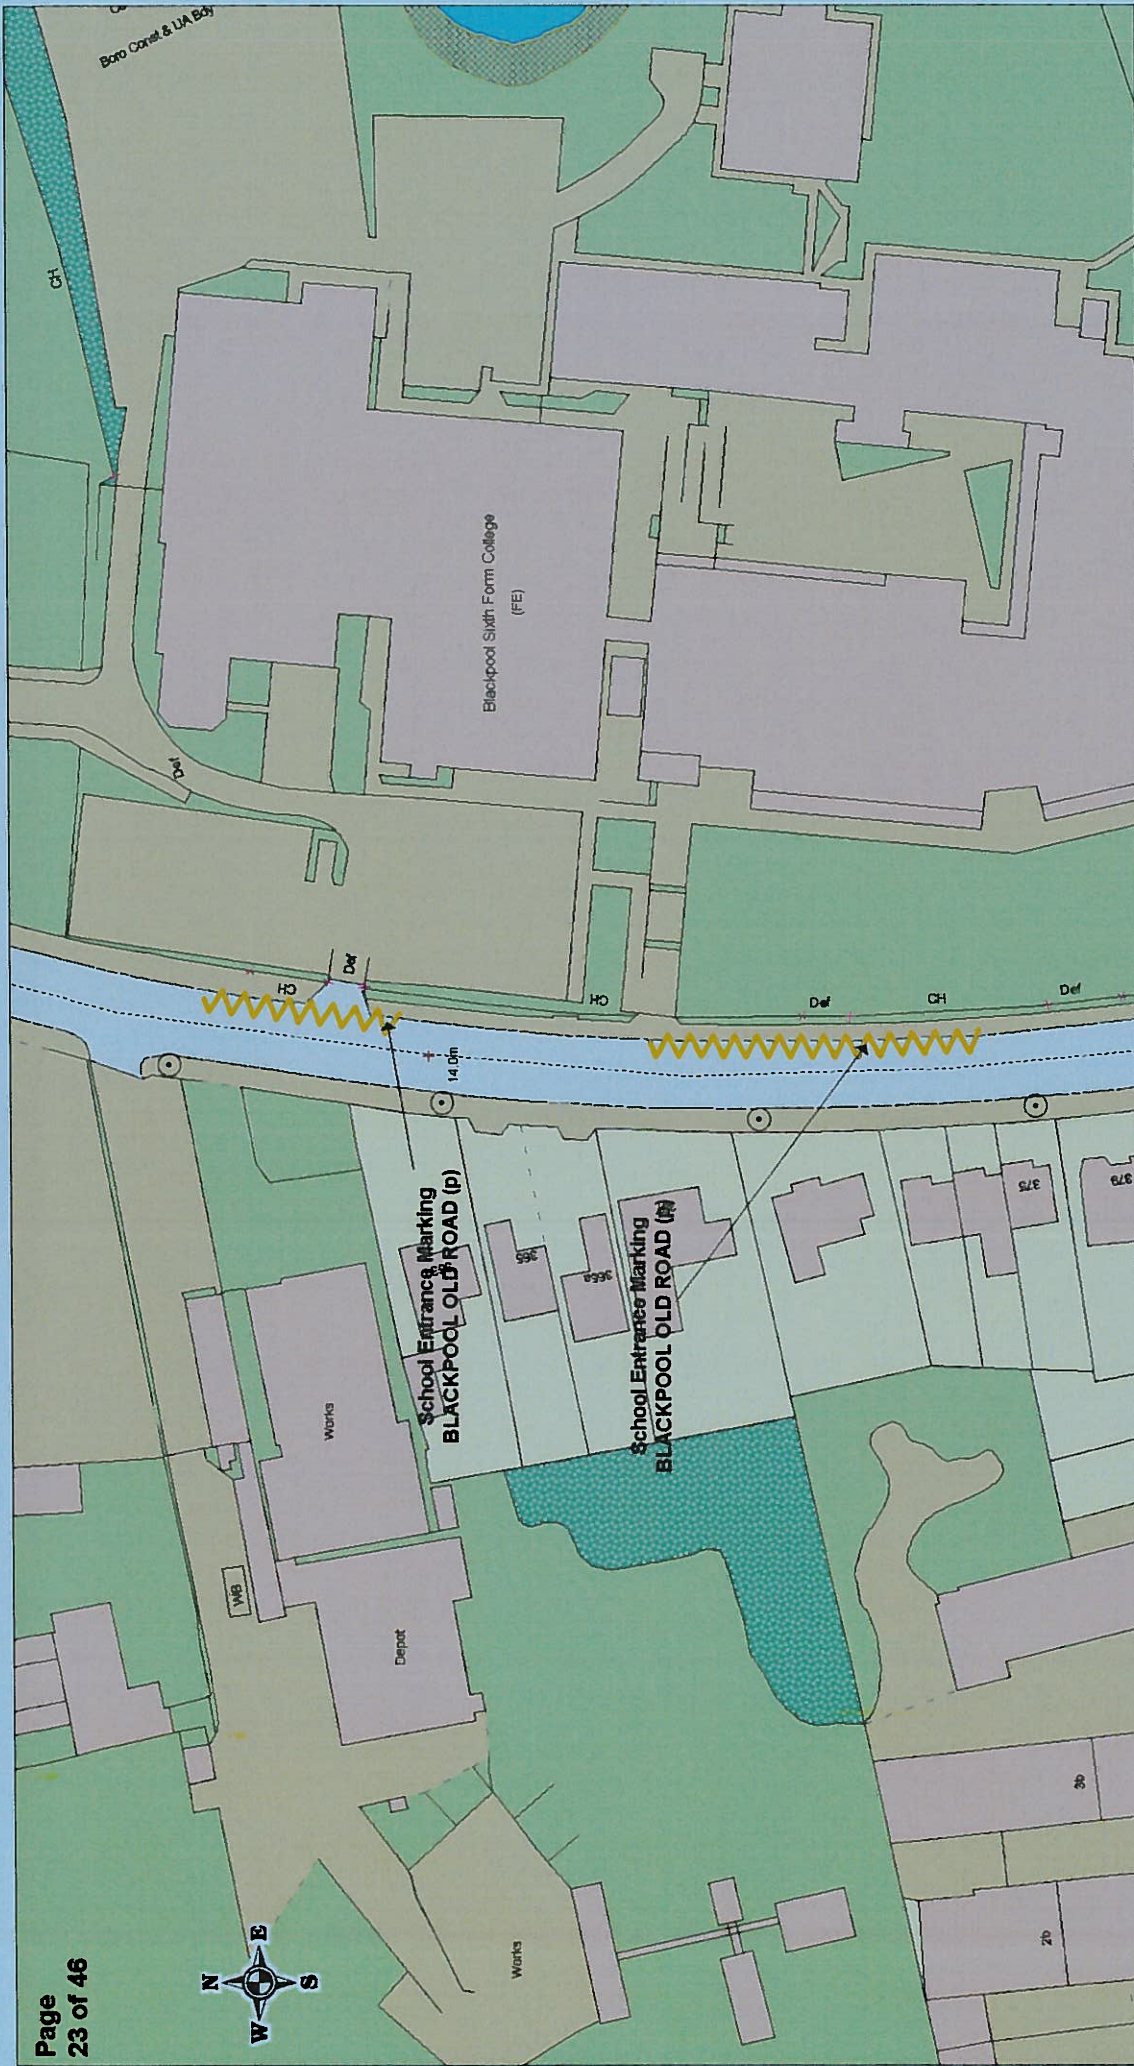 Page
23 of 46
N
W
E
S
Boro Const & UA Bdy
CH
Def
Blackpool Sixth Form College
(FE)
CH
Def
14.0m
CH
Def
CH
Def
School Entrance Marking
BLACKPOOL OLD ROAD (p)
School Entrance Marking
BLACKPOOL OLD ROAD
365
365a
375
379
Works
WB
Depot
Works
3b
2b